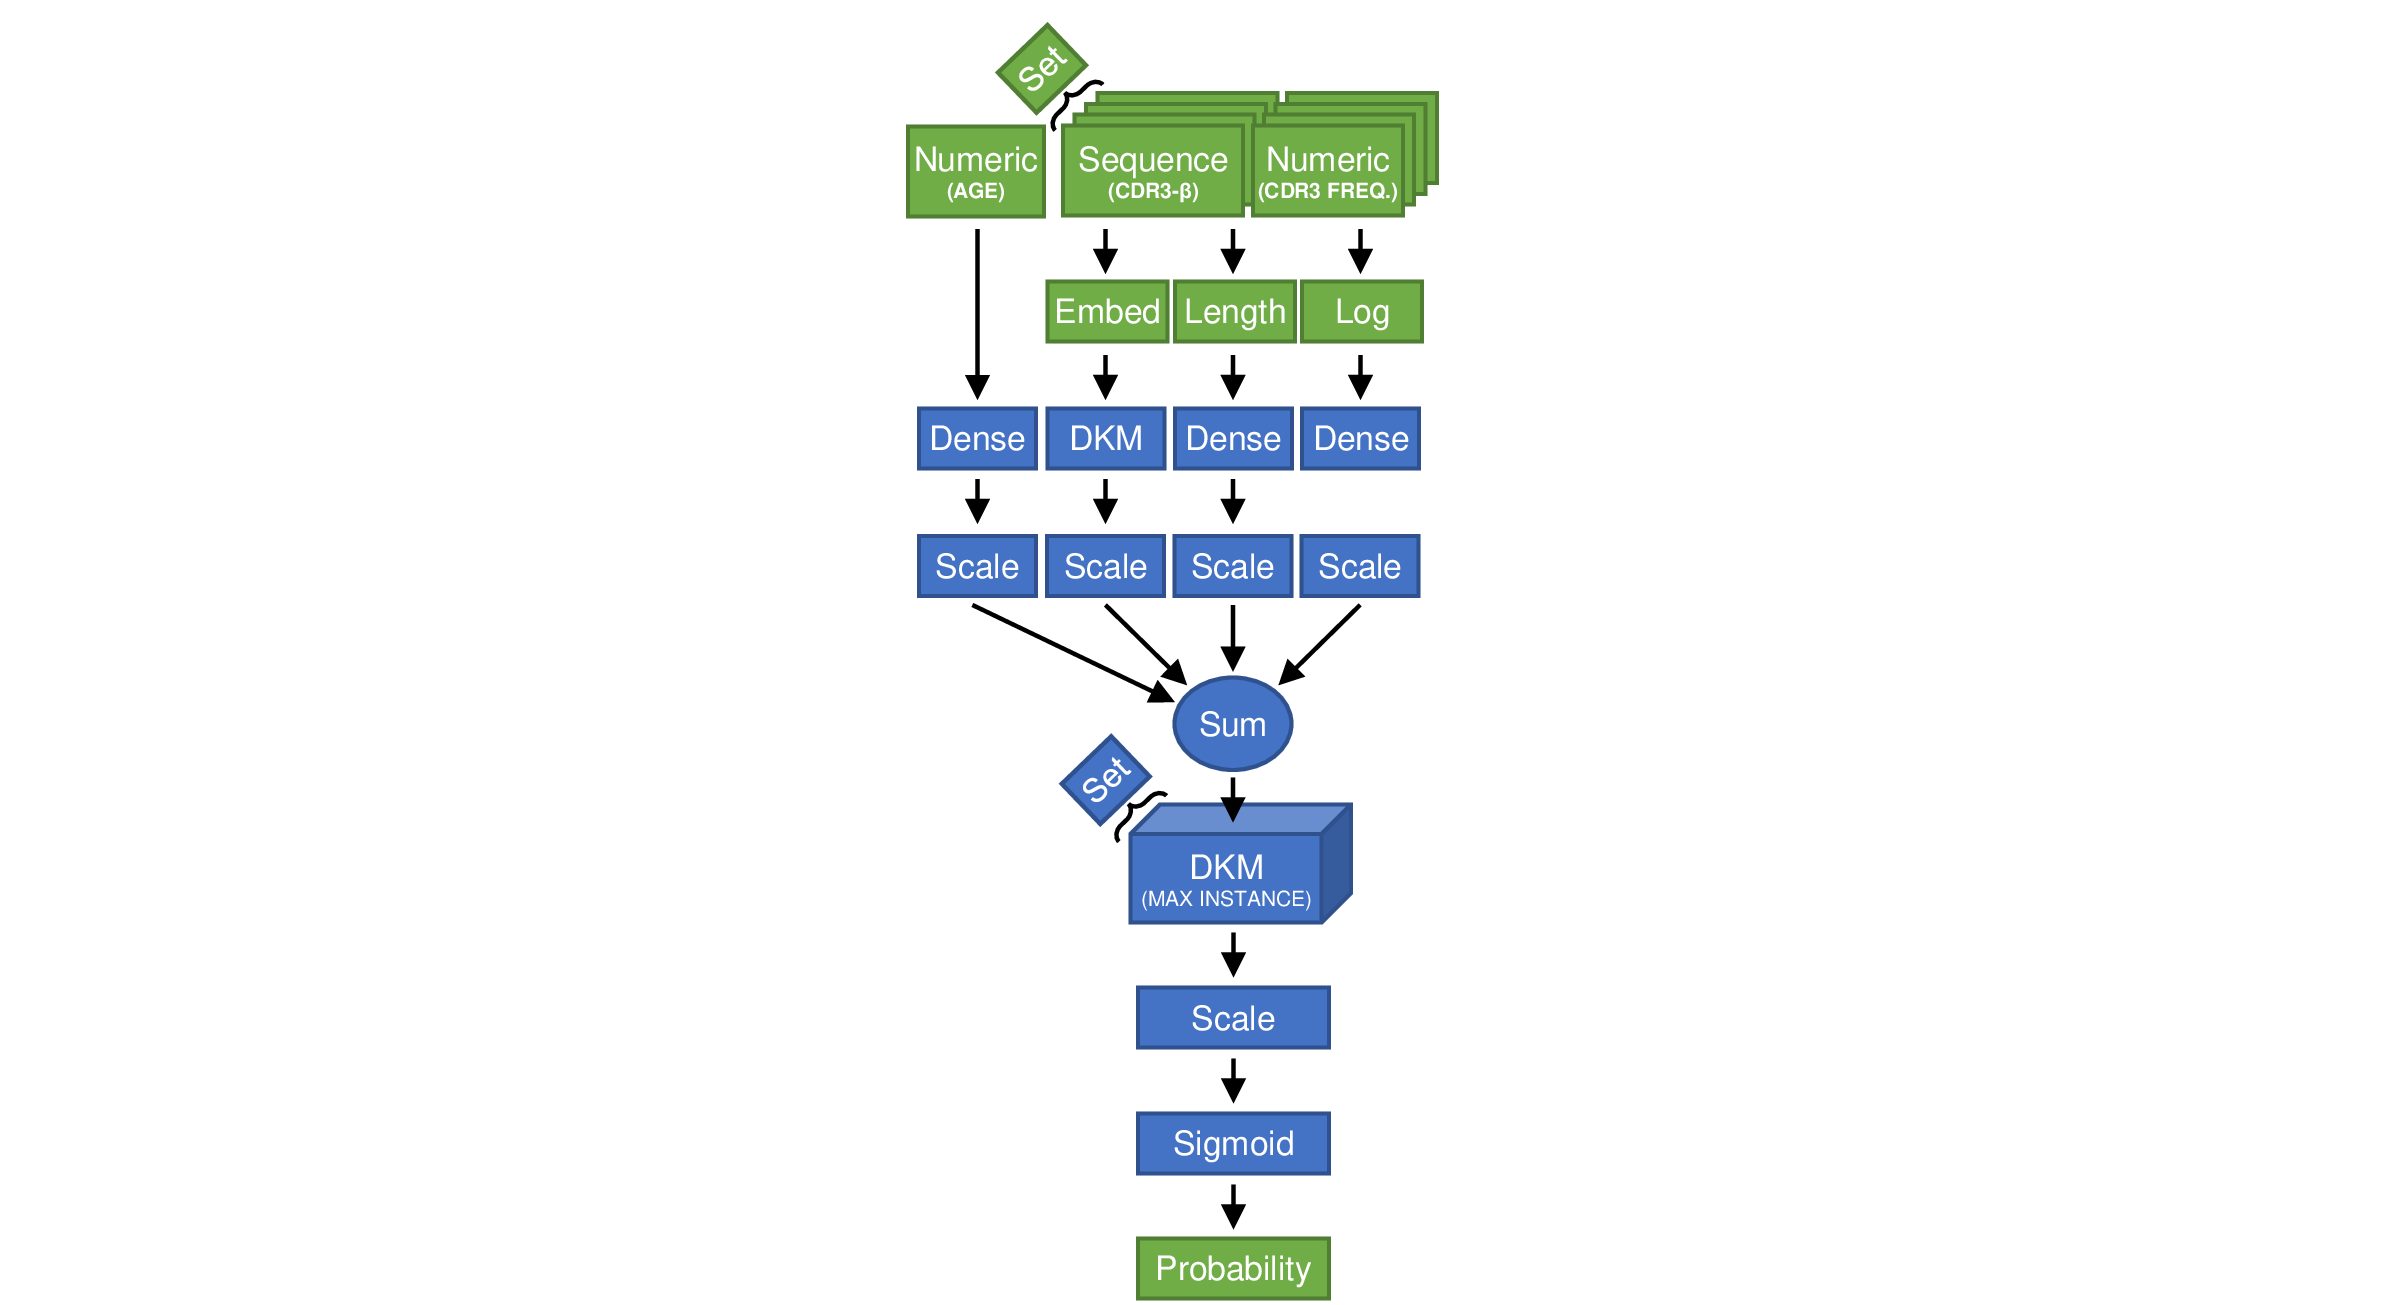 Set
Numeric
(AGE)
Sequence
(CDR3-β)
Numeric
(CDR3 FREQ.)
Embed
Length
Log
Dense
DKM
Dense
Dense
Scale
Scale
Scale
Scale
Sum
Set
DKM
(MAX INSTANCE)
Scale
Sigmoid
Probability